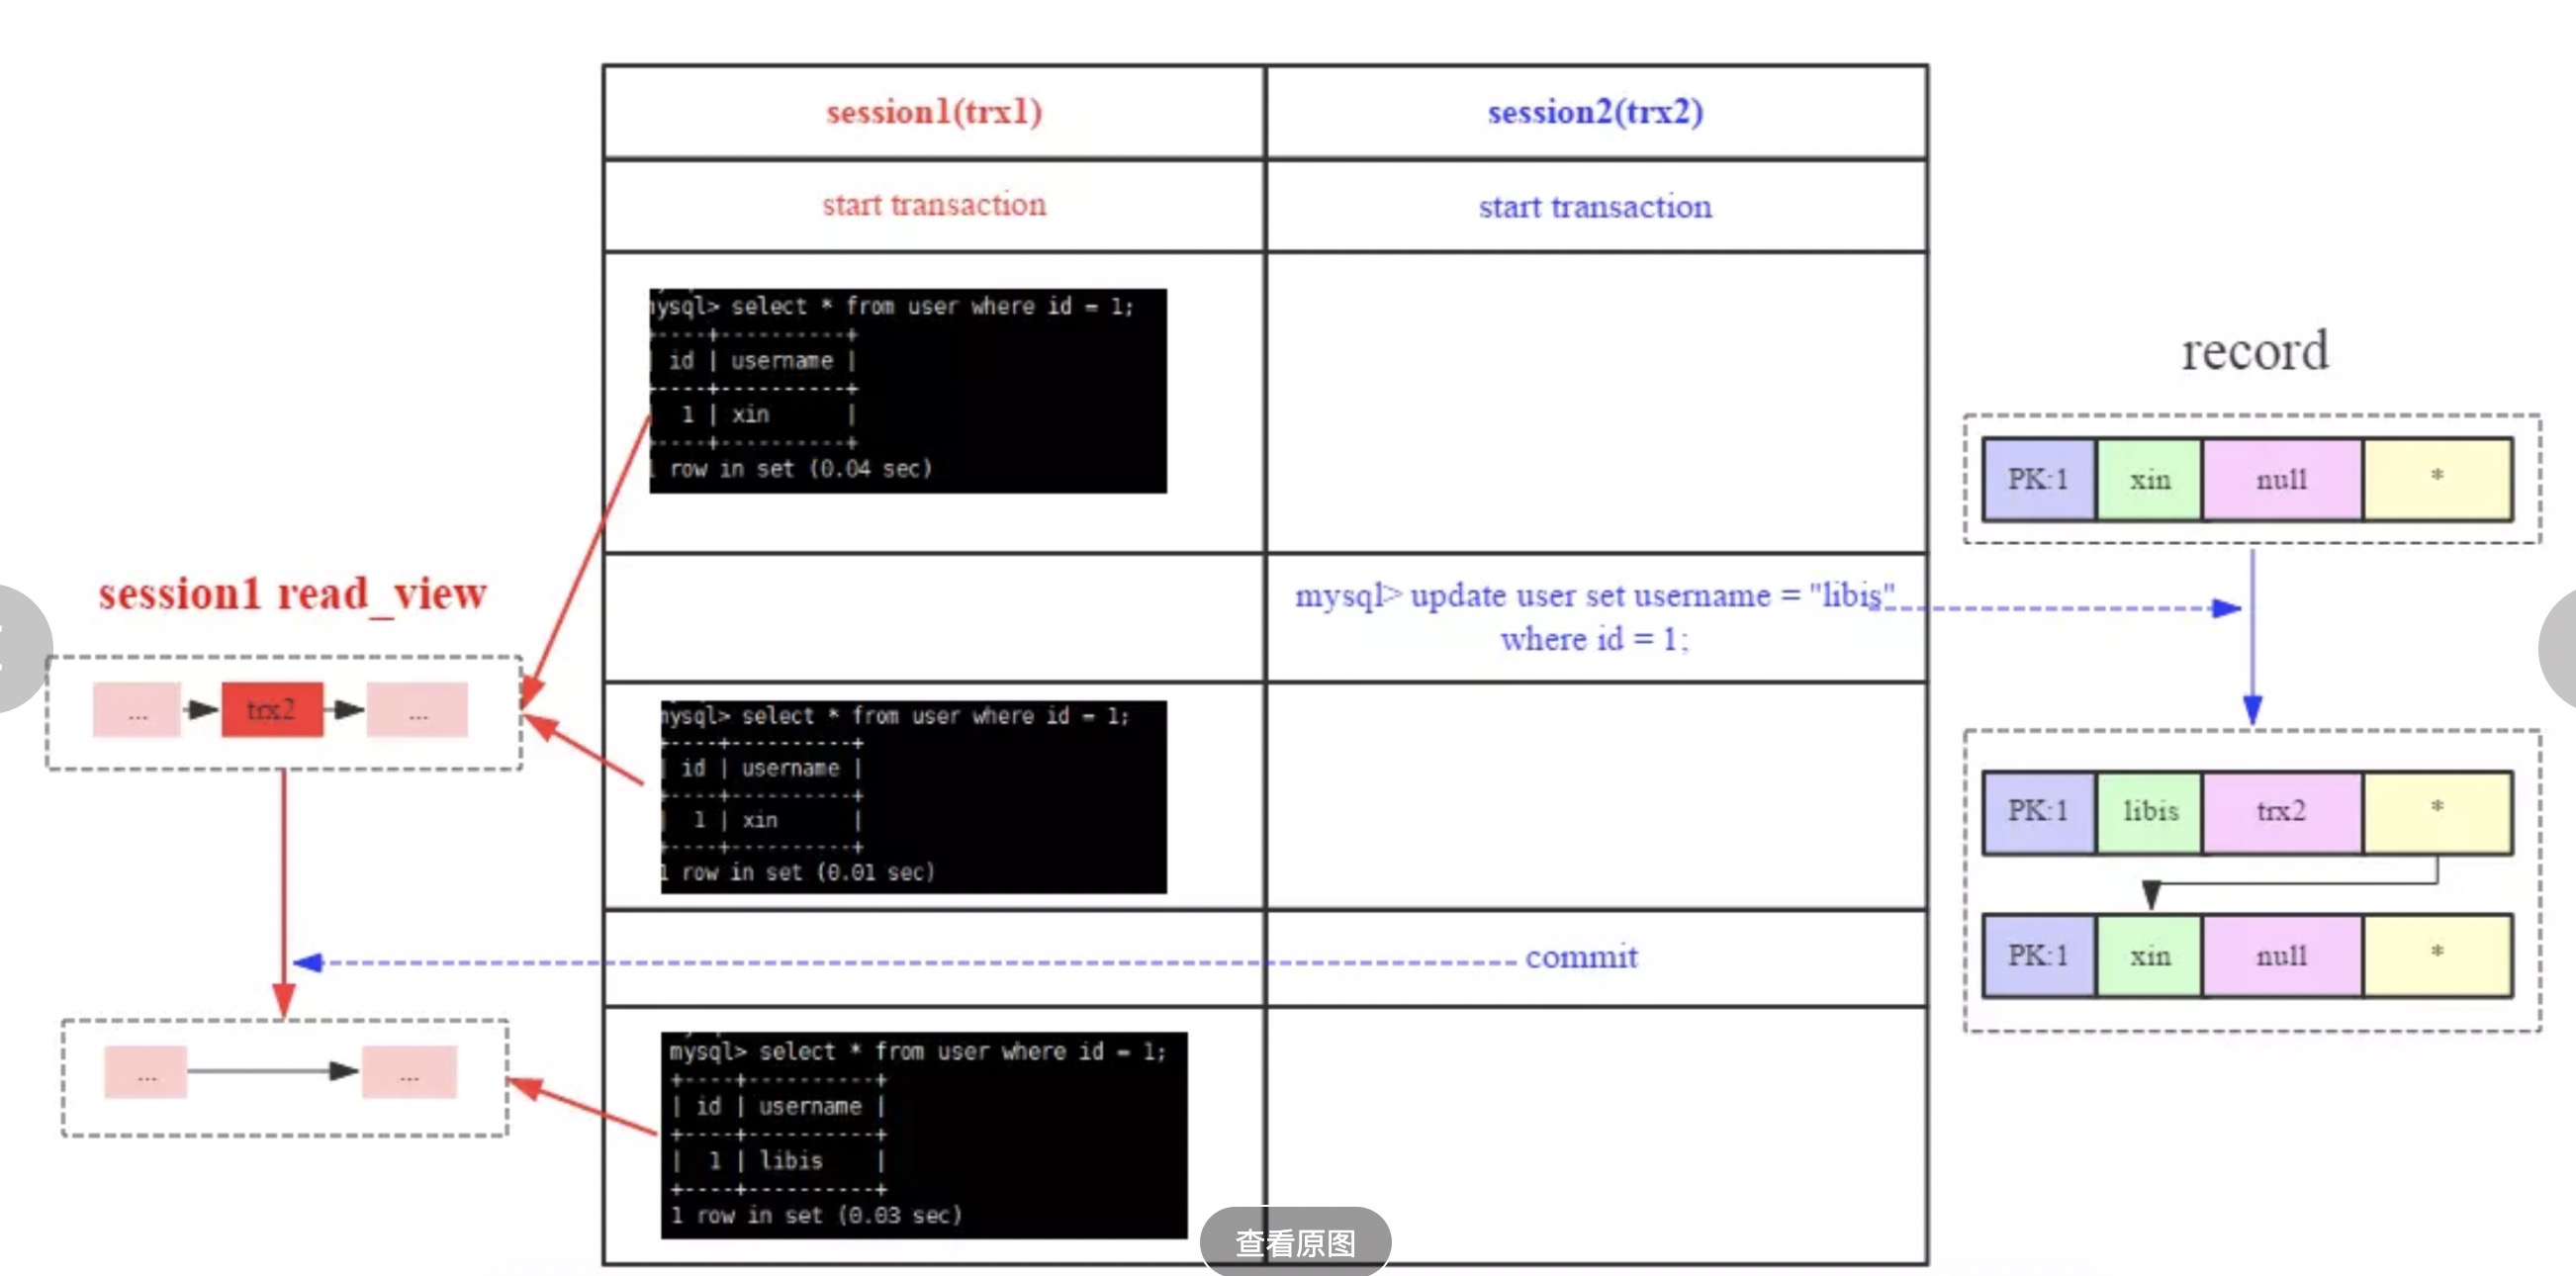 session1(trx1)
session2(trx2)
start transaction
start transaction
mysql> select * from user where id = 1;
+----+----------+
| id | username |
+----+----------+
| 1 | xin |
+----+----------+
1 row in set (0.04 sec)
record
PK:1 xin null *
session1 read_view
... trx2 ...
mysql> update user set username = "libis"
where id = 1;
mysql> select * from user where id = 1;
+----+----------+
| id | username |
+----+----------+
| 1 | xin |
+----+----------+
1 row in set (0.01 sec)
PK:1 libis trx2 *
PK:1 xin null *
commit
... ...
mysql> select * from user where id = 1;
+----+----------+
| id | username |
+----+----------+
| 1 | libis |
+----+----------+
1 row in set (0.03 sec)
查看原图